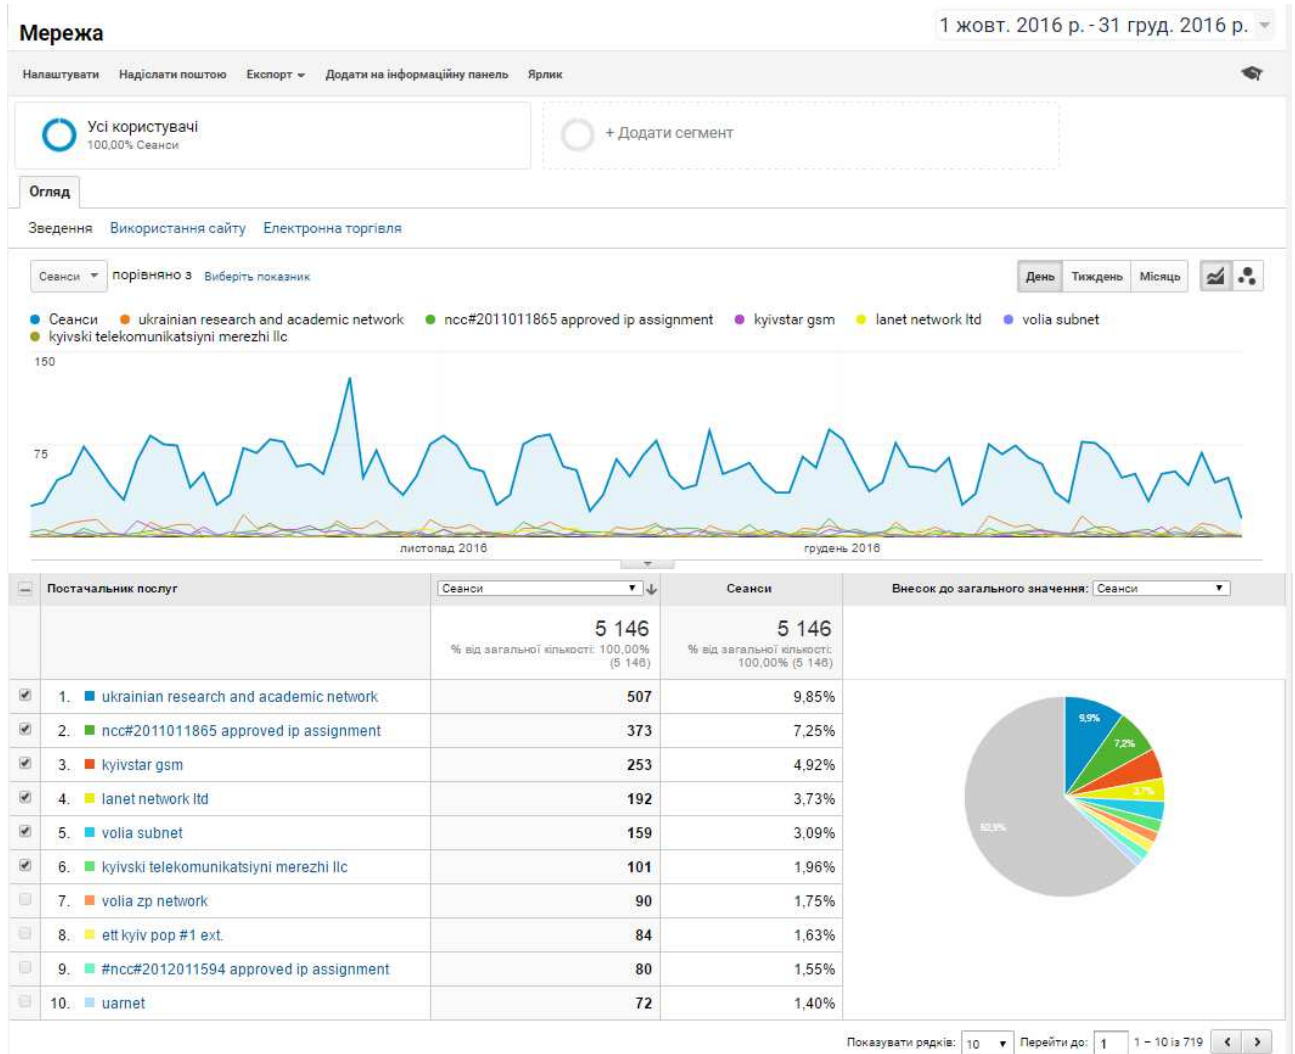 Мережа
1 жовт. 2016 р. - 31 груд. 2016 р.
Налаштувати Надіслати поштою Експорт Додати на інформаційну панель Ярлик
Усі користувачі
100,00% Сеанси
+ Додати сегмент
Огляд
Зведення Використання сайту Електронна торгівля
Сеанси порівняно з Виберіть показник
День Тиждень Місяць
Сеанси ukrainian research and academic network ncc#2011011865 approved ip assignment kyivstar gsm lanet network ltd volia subnet
kyivski telekomunikatsiyni merezhi llc
150
75
листопад 2016 грудень 2016
Постачальник послуг Сеанси Сеанси Внесок до загального значення: Сеанси
5 146 5 146
% від загальної кількості: 100,00% (5 146)
% від загальної кількості: 100,00% (5 146)
1. ukrainian research and academic network 507 9,85%
2. ncc#2011011865 approved ip assignment 373 7,25%
3. kyivstar gsm 253 4,92%
4. lanet network ltd 192 3,73%
5. volia subnet 159 3,09%
6. kyivski telekomunikatsiyni merezhi llc 101 1,96%
7. volia zp network 90 1,75%
8. ett kyiv pop #1 ext. 84 1,63%
9. #ncc#2012011594 approved ip assignment 80 1,55%
10. uarnet 72 1,40%
9,9%
7,2%
3,7%
62,9%
Показувати рядків: 10 Перейти до: 1 1 – 10 із 719